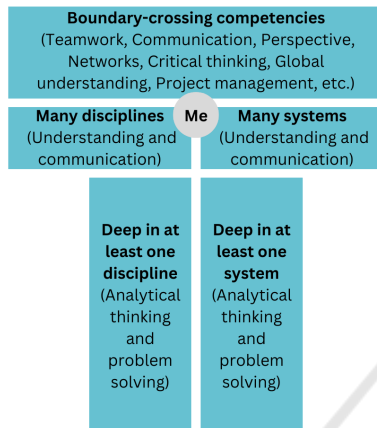 Boundary-crossing competencies
(Teamwork, Communication, Perspective,
Networks, Critical thinking, Global
understanding, Project management, etc.)
Me
Many disciplines
(Understanding and
communication)
Many systems
(Understanding and
communication)
Deep in at
least one
discipline
(Analytical
thinking
and
problem
solving)
Deep in at
least one
system
(Analytical
thinking
and
problem
solving)